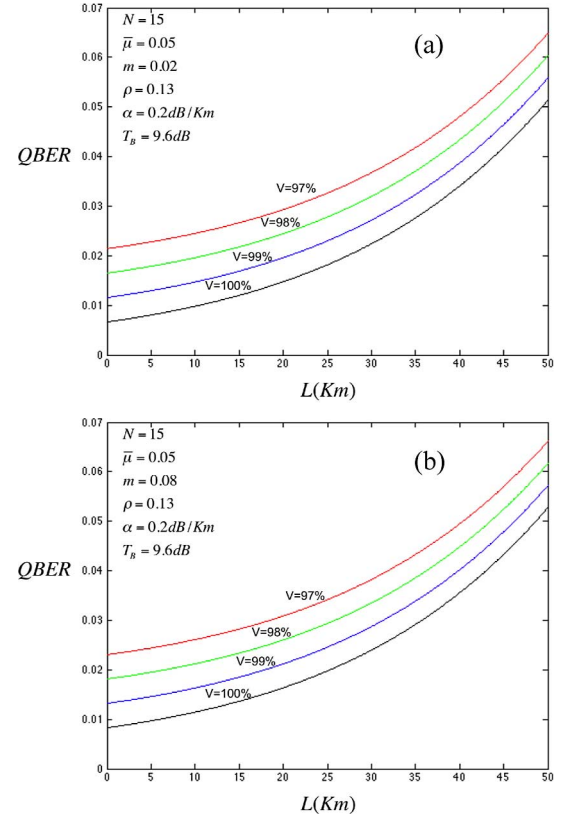 0.07
N = 15
(a)
μ̄ = 0.05
0.06
m = 0.02
ρ = 0.13
0.05
α = 0.2dB/Km
T_B = 9.6dB
QBER
0.04
V=97%
0.03
V=98%
V=99%
0.02
V=100%
0.01
0
0 5 10 15 20 25 30 35 40 45 50
L(Km)
0.07
N = 15
(b)
μ̄ = 0.05
0.06
m = 0.08
ρ = 0.13
0.05
α = 0.2dB/Km
T_B = 9.6dB
QBER
0.04
V=97%
0.03
V=98%
V=99%
0.02
V=100%
0.01
0
0 5 10 15 20 25 30 35 40 45 50
L(Km)